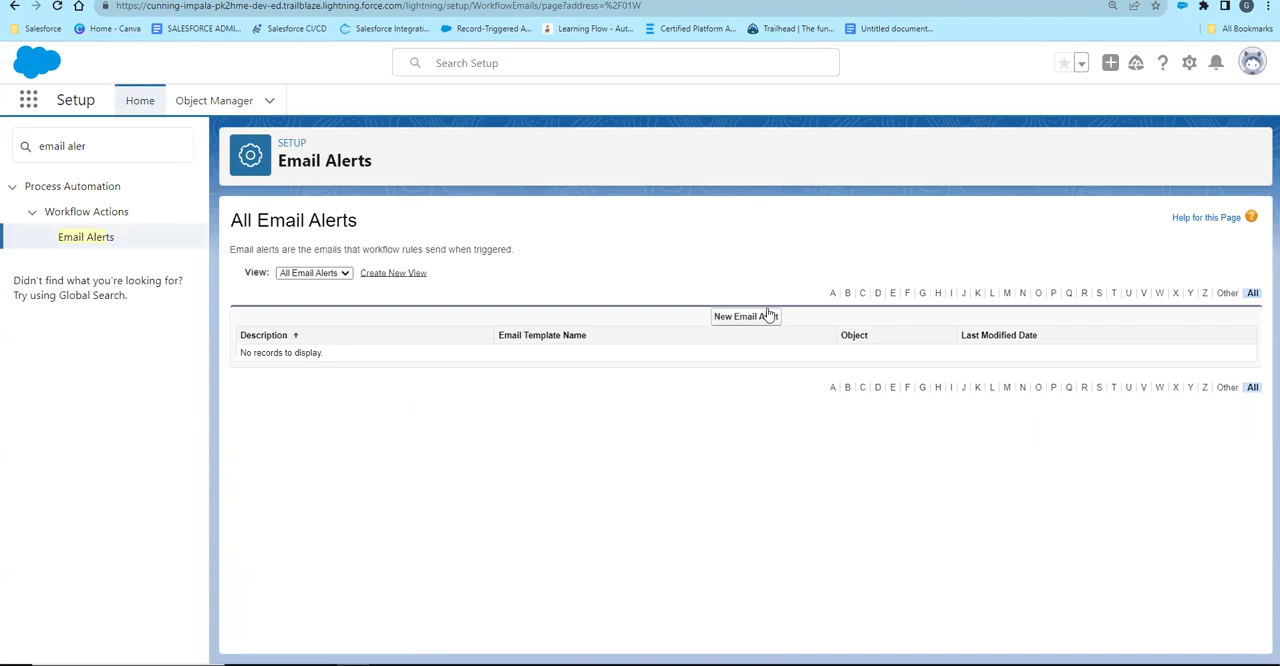 https://cunning-impala-pk2hme-dev-ed.trailblaze.lightning.force.com/lightning/setup/WorkflowEmails/page?address=%2F01W
G
Salesforce Home - Canva SALESFORCE ADMI... Salesforce CI/CD Salesforce Integrati... Record-Triggered A... Learning Flow - Aut... Certified Platform A... Trailhead | The fun... Untitled document... All Bookmarks
Search Setup
Setup Home Object Manager
email aler
Process Automation
Workflow Actions
Email Alerts
Didn't find what you're looking for?
Try using Global Search.
SETUP
Email Alerts
All Email Alerts
Help for this Page ?
Email alerts are the emails that workflow rules send when triggered.
View: All Email Alerts Create New View
A | B | C | D | E | F | G | H | I | J | K | L | M | N | O | P | Q | R | S | T | U | V | W | X | Y | Z | Other All
New Email Alert
Description Email Template Name Object Last Modified Date
No records to display.
A | B | C | D | E | F | G | H | I | J | K | L | M | N | O | P | Q | R | S | T | U | V | W | X | Y | Z | Other All